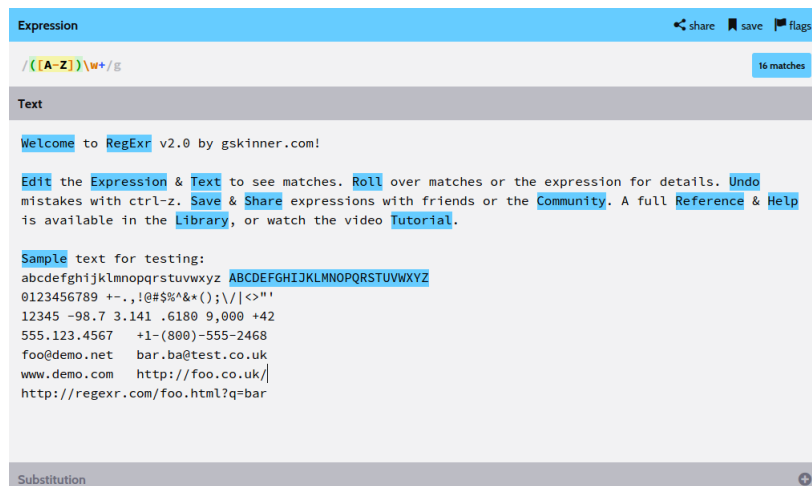 Expression share save flags
/([A-Z])\w+/g 16 matches
Text
Welcome to RegExr v2.0 by gskinner.com!
Edit the Expression & Text to see matches. Roll over matches or the expression for details. Undo
mistakes with ctrl-z. Save & Share expressions with friends or the Community. A full Reference & Help
is available in the Library, or watch the video Tutorial.
Sample text for testing:
abcdefghijklmnopqrstuvwxyz ABCDEFGHIJKLMNOPQRSTUVWXYZ
0123456789 +-.,!@#$%^&*();\/|<>"'
12345 -98.7 3.141 .6180 9,000 +42
555.123.4567 +1-(800)-555-2468
foo@demo.net bar.ba@test.co.uk
www.demo.com http://foo.co.uk/
http://regexr.com/foo.html?q=bar
Substitution